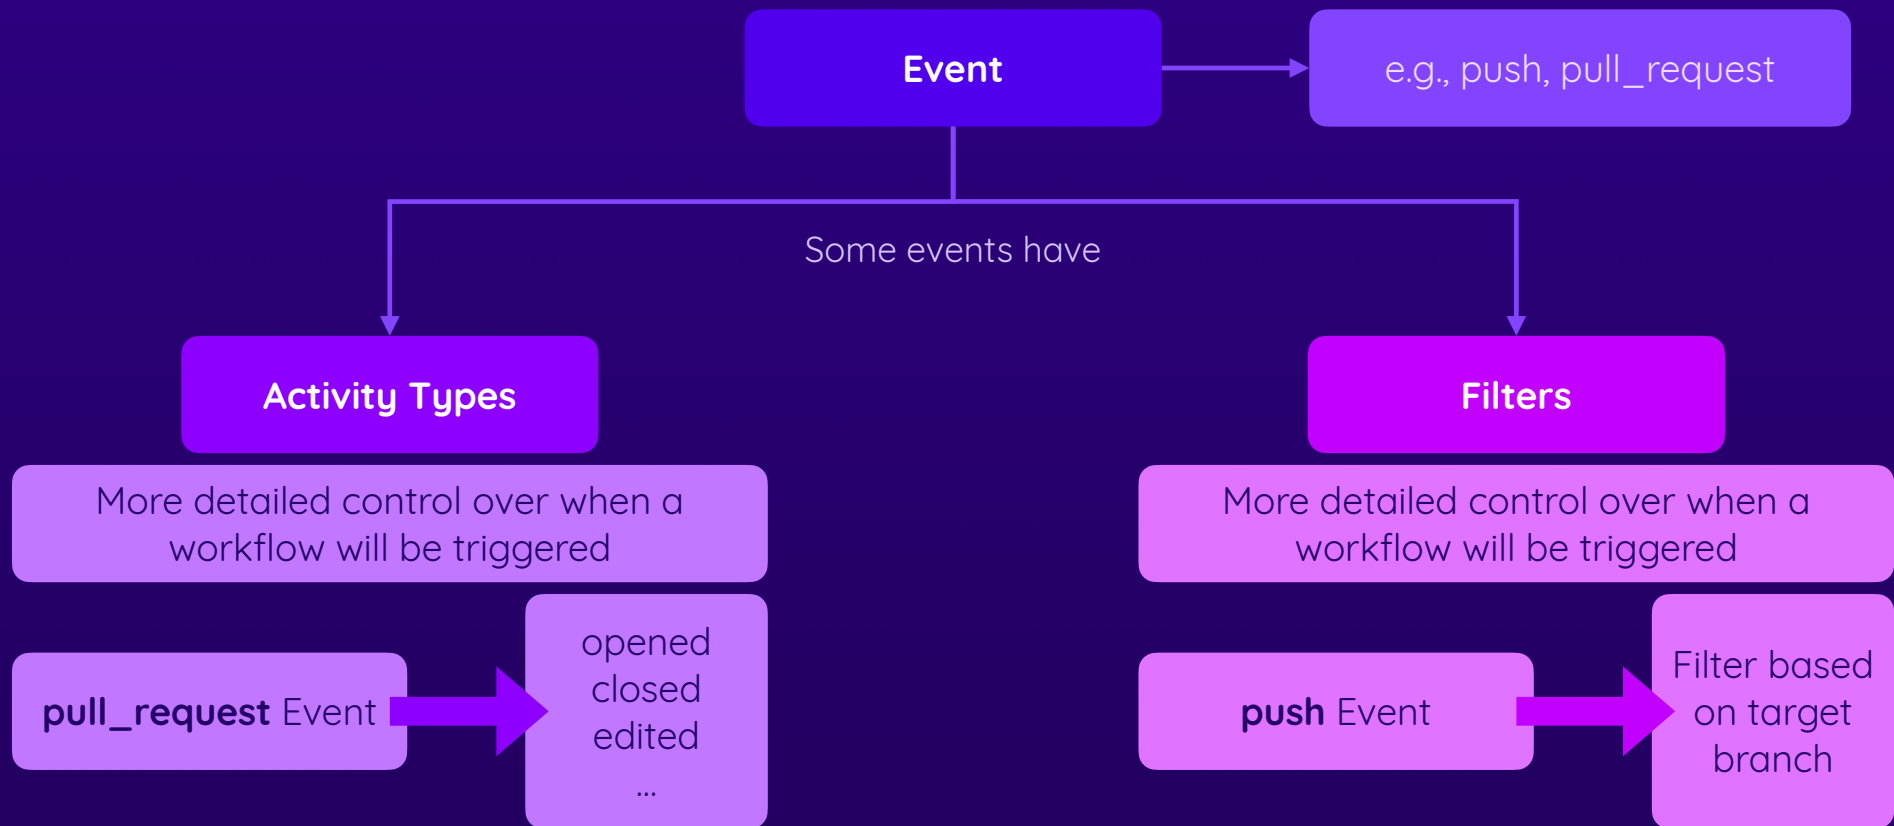 Event
e.g., push, pull_request
Some events have
Activity Types
More detailed control over when a
workflow will be triggered
pull_request Event
opened
closed
edited
...
Filters
More detailed control over when a
workflow will be triggered
push Event
Filter based
on target
branch